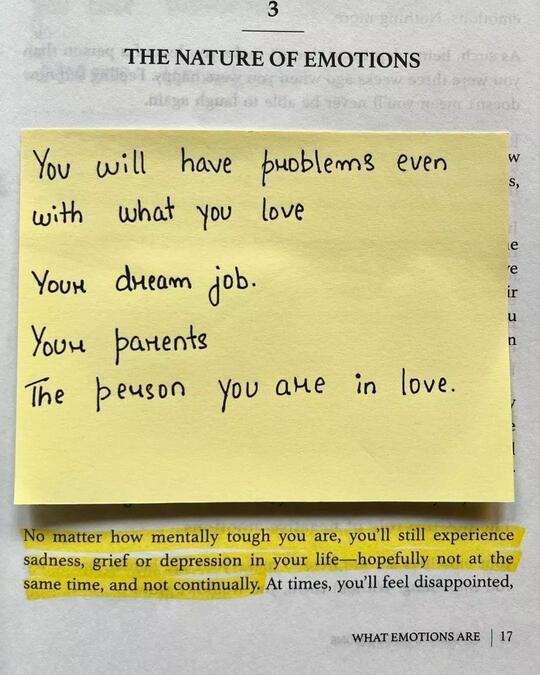 3
THE NATURE OF EMOTIONS
You will have problems even
with what you love
Your dream job.
Your parents
The person you are in love.
No matter how mentally tough you are, you'll still experience
sadness, grief or depression in your life—hopefully not at the
same time, and not continually. At times, you'll feel disappointed,
WHAT EMOTIONS ARE | 17